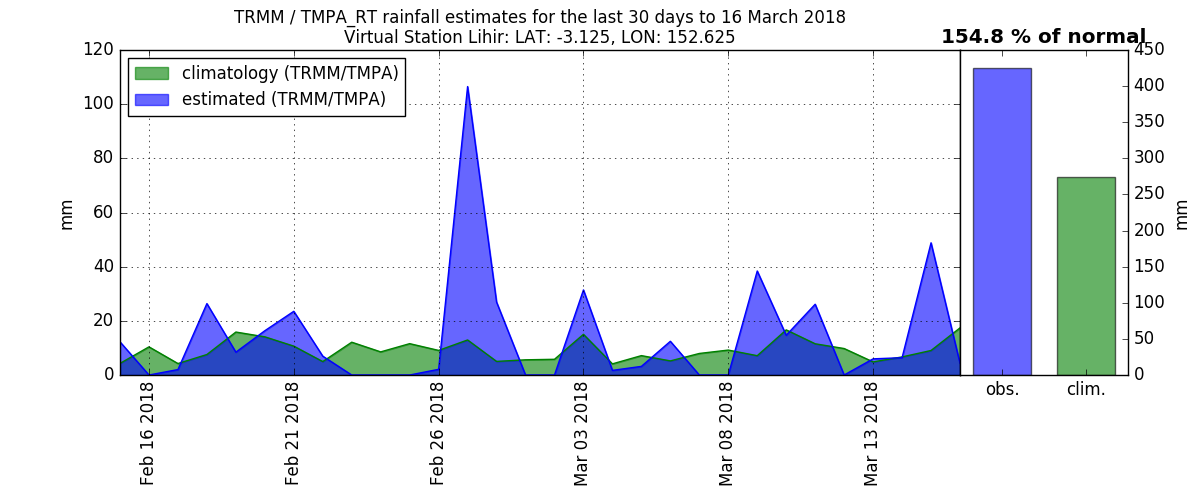 TRMM / TMPA_RT rainfall estimates for the last 30 days to 16 March 2018
Virtual Station Lihir: LAT: -3.125, LON: 152.625
154.8 % of normal
climatology (TRMM/TMPA)
estimated (TRMM/TMPA)
mm
120
100
80
60
40
20
0
Feb 16 2018
Feb 21 2018
Feb 26 2018
Mar 03 2018
Mar 08 2018
Mar 13 2018
obs.
clim.
450
400
350
300
250
200
150
100
50
0
mm